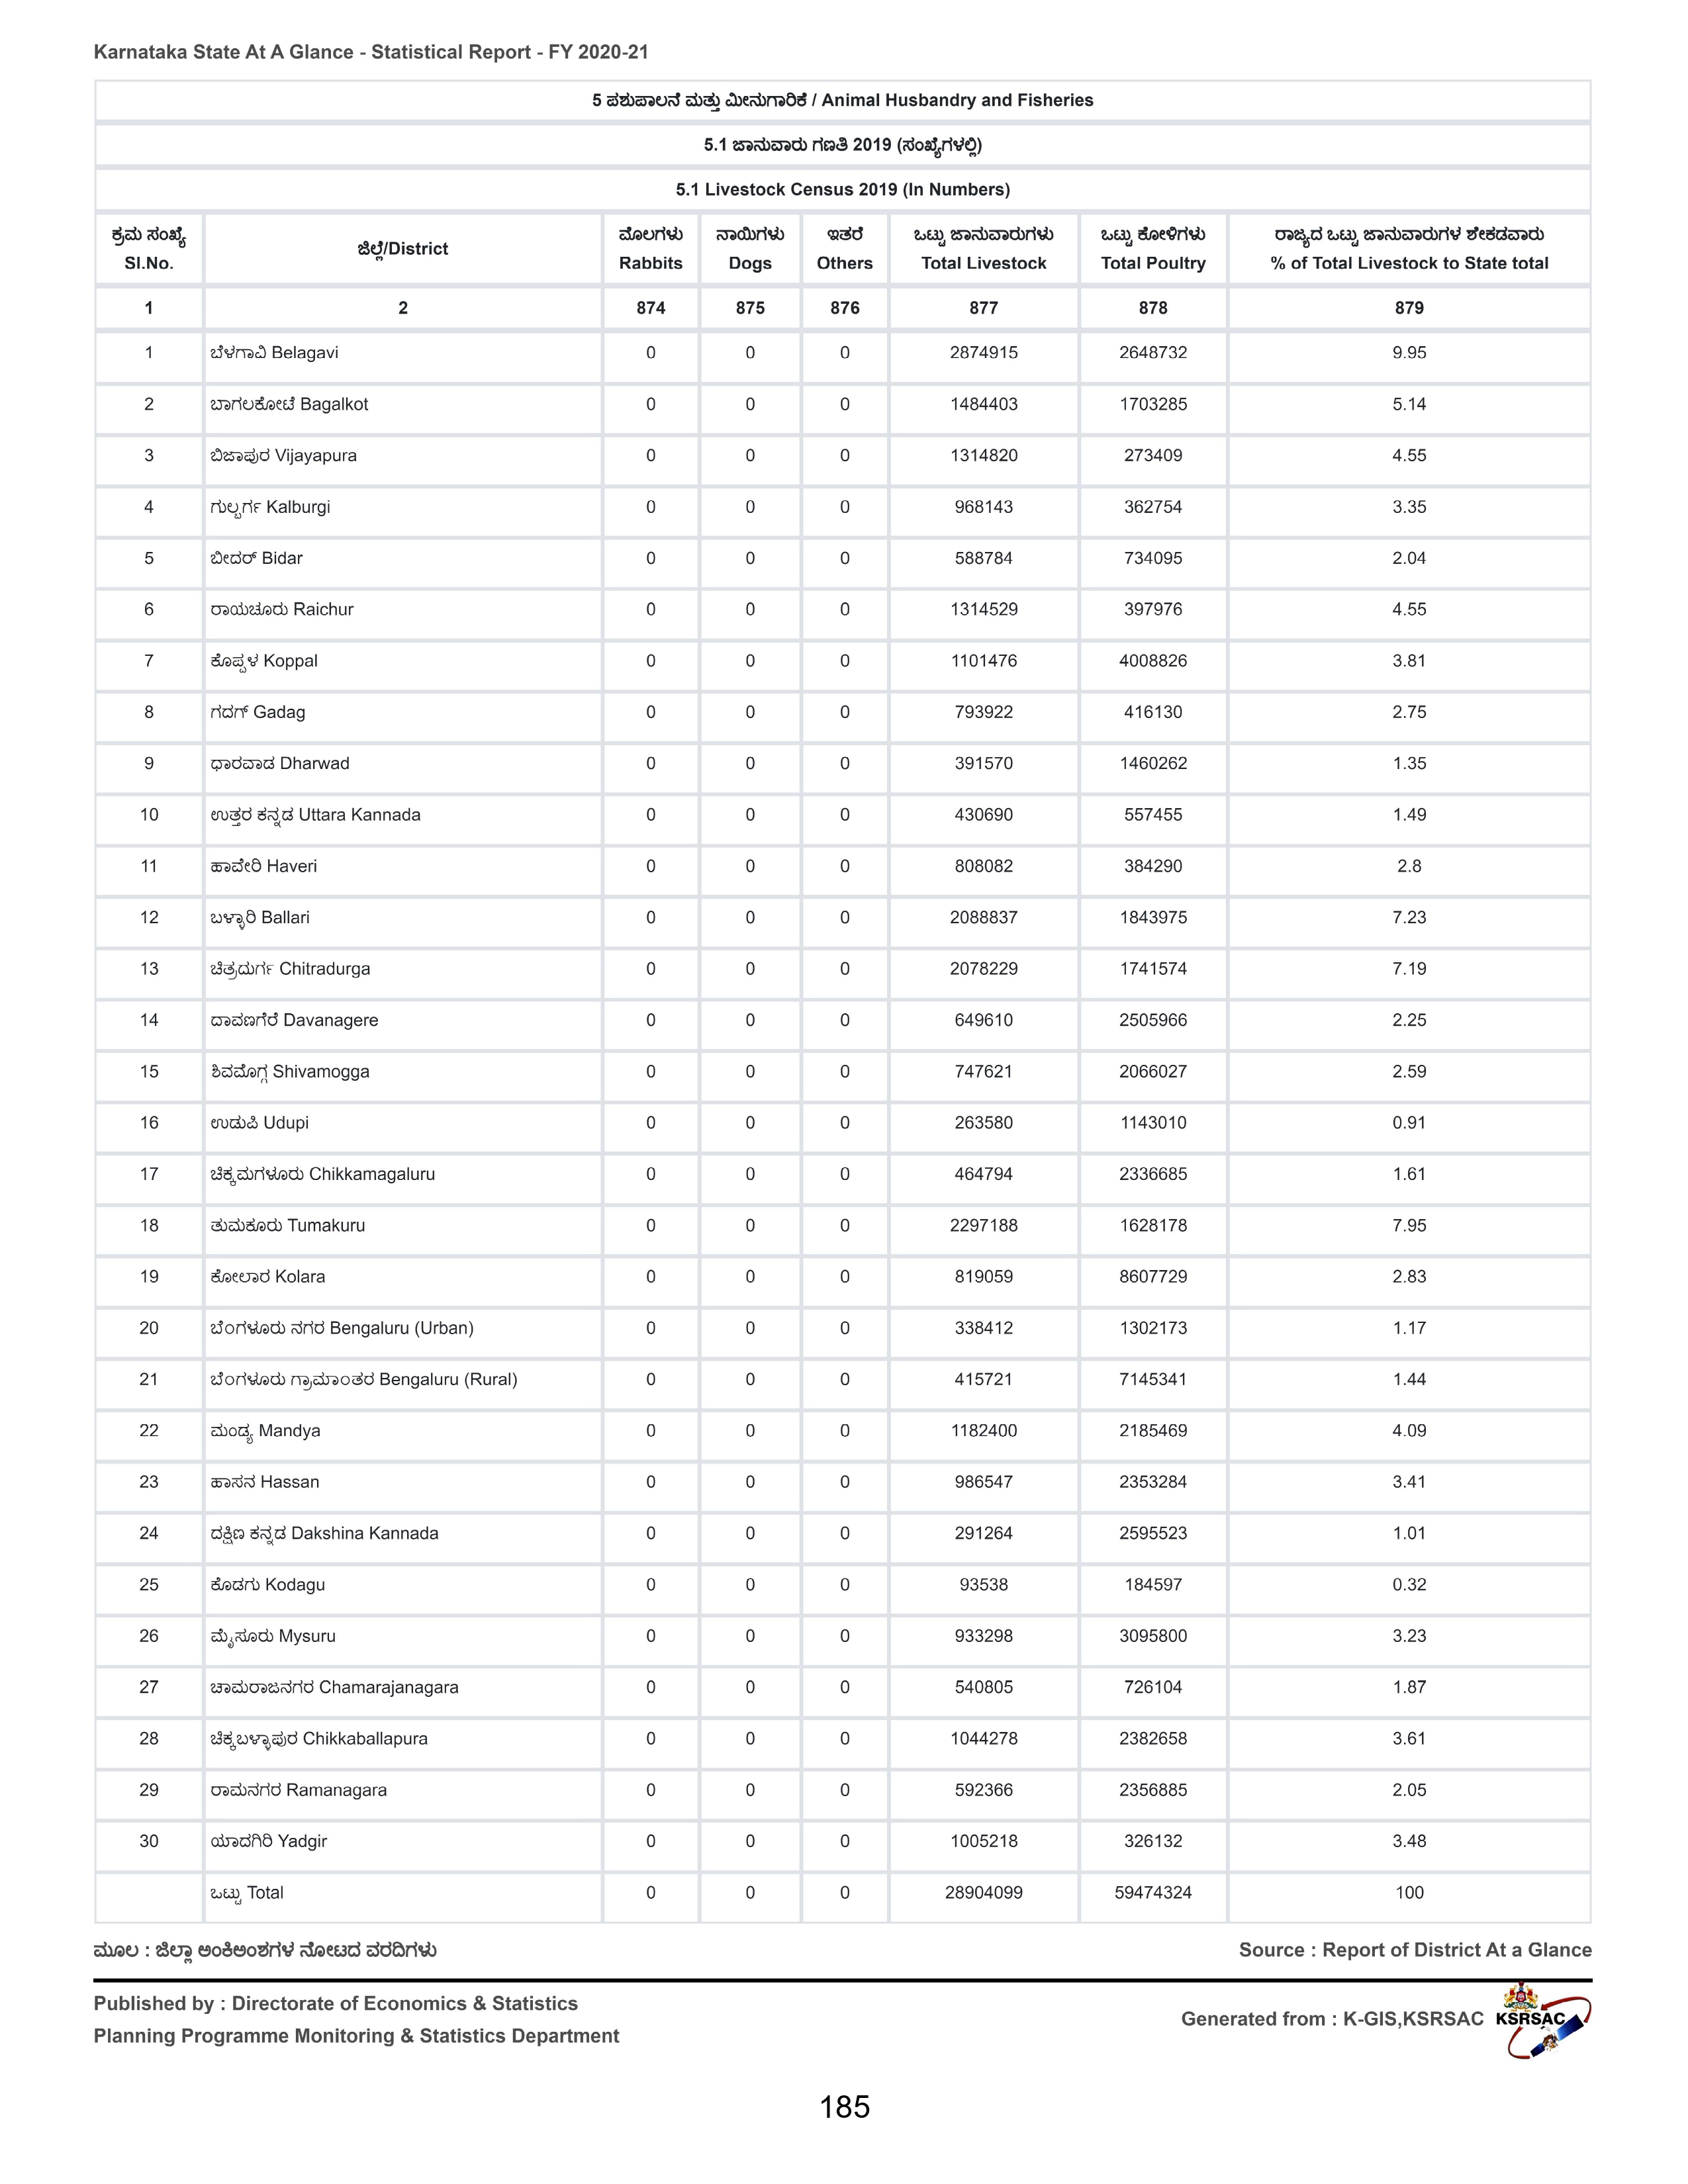 Karnataka State At A Glance - Statistical Report - FY 2020-21
5 ಪಶುಪಾಲನೆ ಮತ್ತು ಮೀನುಗಾರಿಕೆ / Animal Husbandry and Fisheries
5.1 ಜಾನುವಾರು ಗಣತಿ 2019 (ಸಂಖ್ಯೆಗಳಲ್ಲಿ)
5.1 Livestock Census 2019 (In Numbers)
ಕ್ರಮ ಸಂಖ್ಯೆ ಜಿಲ್ಲೆ/District ಮೊಲಗಳು ನಾಯಿಗಳು ಇತರೆ ಒಟ್ಟು ಜಾನುವಾರುಗಳು ಒಟ್ಟು ಕೋಳಿಗಳು ರಾಜ್ಯದ ಒಟ್ಟು ಜಾನುವಾರುಗಳ ಶೇಕಡವಾರು
Sl.No. Rabbits Dogs Others Total Livestock Total Poultry % of Total Livestock to State total
1 2 874 875 876 877 878 879
1 ಬೆಳಗಾವಿ Belagavi 0 0 0 2874915 2648732 9.95
2 ಬಾಗಲಕೋಟೆ Bagalkot 0 0 0 1484403 1703285 5.14
3 ಬಿಜಾಪುರ Vijayapura 0 0 0 1314820 273409 4.55
4 ಗುಲ್ಬರ್ಗ Kalburgi 0 0 0 968143 362754 3.35
5 ಬೀದರ್ Bidar 0 0 0 588784 734095 2.04
6 ರಾಯಚೂರು Raichur 0 0 0 1314529 397976 4.55
7 ಕೊಪ್ಪಳ Koppal 0 0 0 1101476 4008826 3.81
8 ಗದಗ್ Gadag 0 0 0 793922 416130 2.75
9 ಧಾರವಾಡ Dharwad 0 0 0 391570 1460262 1.35
10 ಉತ್ತರ ಕನ್ನಡ Uttara Kannada 0 0 0 430690 557455 1.49
11 ಹಾವೇರಿ Haveri 0 0 0 808082 384290 2.8
12 ಬಳ್ಳಾರಿ Ballari 0 0 0 2088837 1843975 7.23
13 ಚಿತ್ರದುರ್ಗ Chitradurga 0 0 0 2078229 1741574 7.19
14 ದಾವಣಗೆರೆ Davanagere 0 0 0 649610 2505966 2.25
15 ಶಿವಮೊಗ್ಗ Shivamogga 0 0 0 747621 2066027 2.59
16 ಉಡುಪಿ Udupi 0 0 0 263580 1143010 0.91
17 ಚಿಕ್ಕಮಗಳೂರು Chikkamagaluru 0 0 0 464794 2336685 1.61
18 ತುಮಕೂರು Tumakuru 0 0 0 2297188 1628178 7.95
19 ಕೋಲಾರ Kolara 0 0 0 819059 8607729 2.83
20 ಬೆಂಗಳೂರು ನಗರ Bengaluru (Urban) 0 0 0 338412 1302173 1.17
21 ಬೆಂಗಳೂರು ಗ್ರಾಮಾಂತರ Bengaluru (Rural) 0 0 0 415721 7145341 1.44
22 ಮಂಡ್ಯ Mandya 0 0 0 1182400 2185469 4.09
23 ಹಾಸನ Hassan 0 0 0 986547 2353284 3.41
24 ದಕ್ಷಿಣ ಕನ್ನಡ Dakshina Kannada 0 0 0 291264 2595523 1.01
25 ಕೊಡಗು Kodagu 0 0 0 93538 184597 0.32
26 ಮೈಸೂರು Mysuru 0 0 0 933298 3095800 3.23
27 ಚಾಮರಾಜನಗರ Chamarajanagara 0 0 0 540805 726104 1.87
28 ಚಿಕ್ಕಬಳ್ಳಾಪುರ Chikkaballapura 0 0 0 1044278 2382658 3.61
29 ರಾಮನಗರ Ramanagara 0 0 0 592366 2356885 2.05
30 ಯಾದಗಿರಿ Yadgir 0 0 0 1005218 326132 3.48
ಒಟ್ಟು Total 0 0 0 28904099 59474324 100
ಮೂಲ : ಜಿಲ್ಲಾ ಅಂಕಿಅಂಶಗಳ ನೋಟದ ವರದಿಗಳು Source : Report of District At a Glance
Published by : Directorate of Economics & Statistics
Planning Programme Monitoring & Statistics Department
Generated from : K-GIS,KSRSAC KSRSAC
185